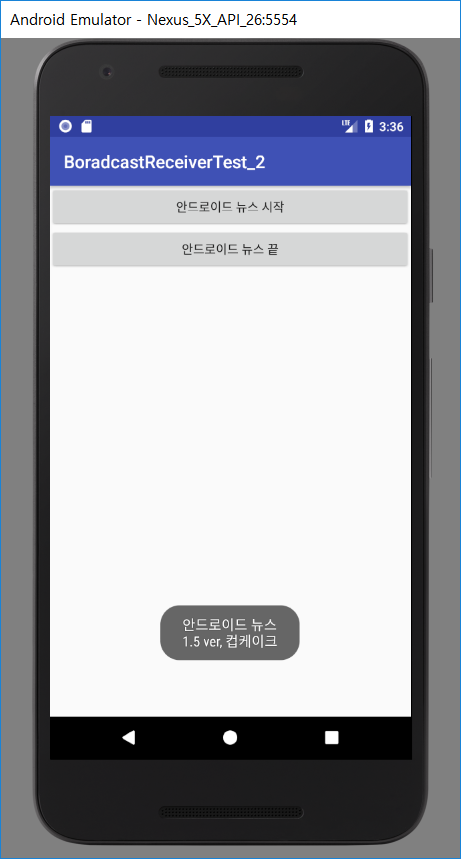 Android Emulator - Nexus_5X_API_26:5554
LTE 3:36
BoradcastReceiverTest_2
안드로이드 뉴스 시작
안드로이드 뉴스 끝
안드로이드 뉴스
1.5 ver, 컵케이크